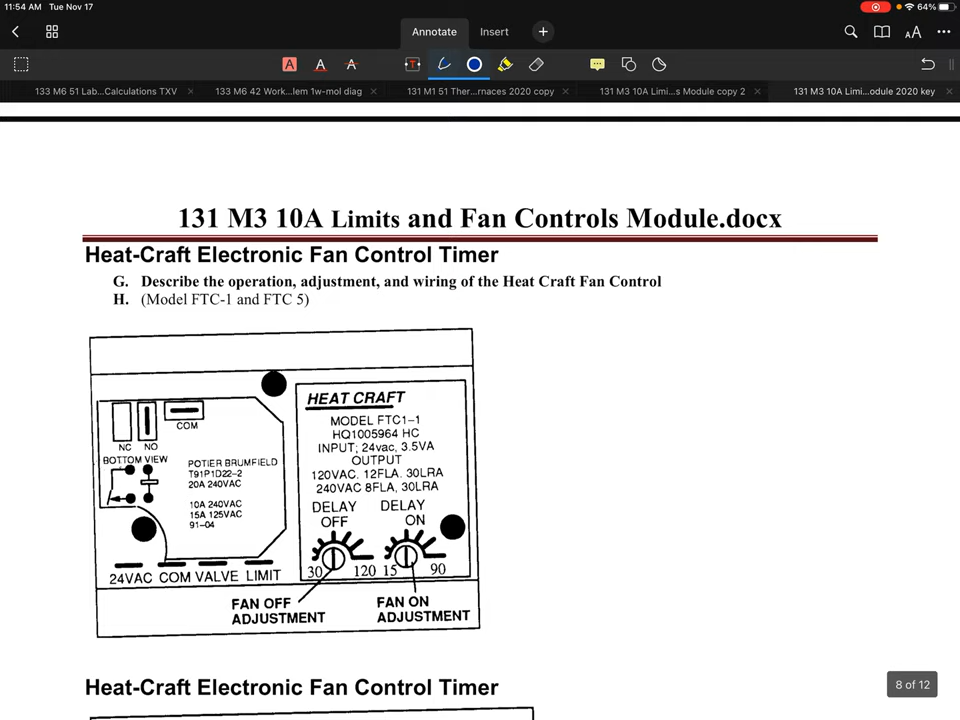 11:54 AM Tue Nov 17
64%
Annotate
Insert
AA
A A A T
133 M6 51 Lab...Calculations TXV
133 M6 42 Work...lem 1w-mol diag
131 M1 51 Ther...rnaces 2020 copy
131 M3 10A Limi...s Module copy 2
131 M3 10A Limi...odule 2020 key
131 M3 10A Limits and Fan Controls Module.docx
Heat-Craft Electronic Fan Control Timer
G. Describe the operation, adjustment, and wiring of the Heat Craft Fan Control
H. (Model FTC-1 and FTC 5)
COM
NC NO
BOTTOM VIEW
POTIER BRUMFIELD
T91P1D22-2
20A 240VAC
10A 240VAC
15A 125VAC
91-04
24VAC COM VALVE LIMIT
HEAT CRAFT
MODEL FTC1-1
HQ1005964 HC
INPUT; 24vac, 3.5VA
OUTPUT
120VAC. 12FLA. 30LRA
240VAC 8FLA, 30LRA
DELAY OFF
DELAY ON
30 120 15 90
FAN OFF ADJUSTMENT
FAN ON ADJUSTMENT
Heat-Craft Electronic Fan Control Timer
8 of 12